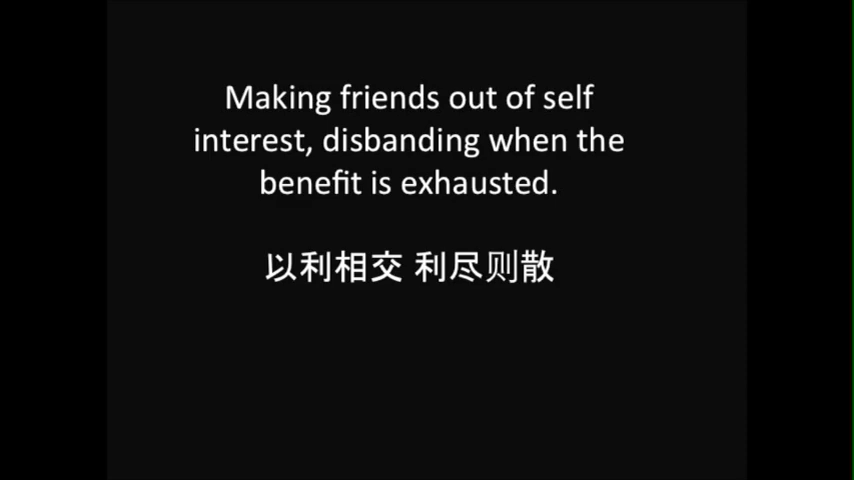 Making friends out of self
interest, disbanding when the
benefit is exhausted.
以利相交 利尽则散